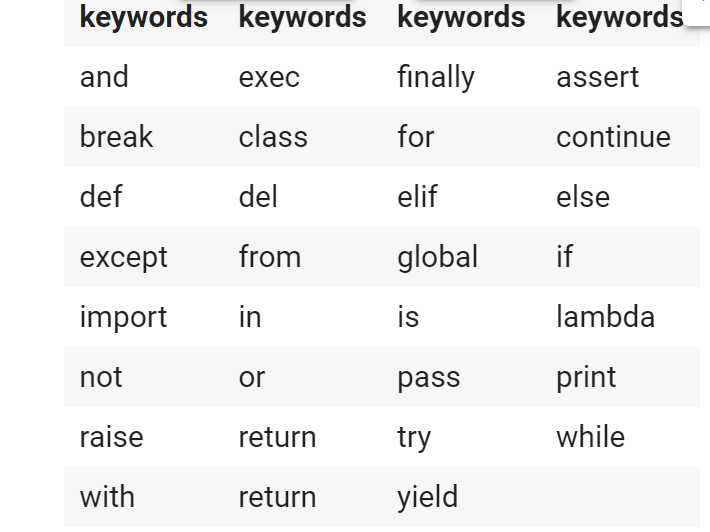 keywords keywords keywords keywords
and exec finally assert
break class for continue
def del elif else
except from global if
import in is lambda
not or pass print
raise return try while
with return yield